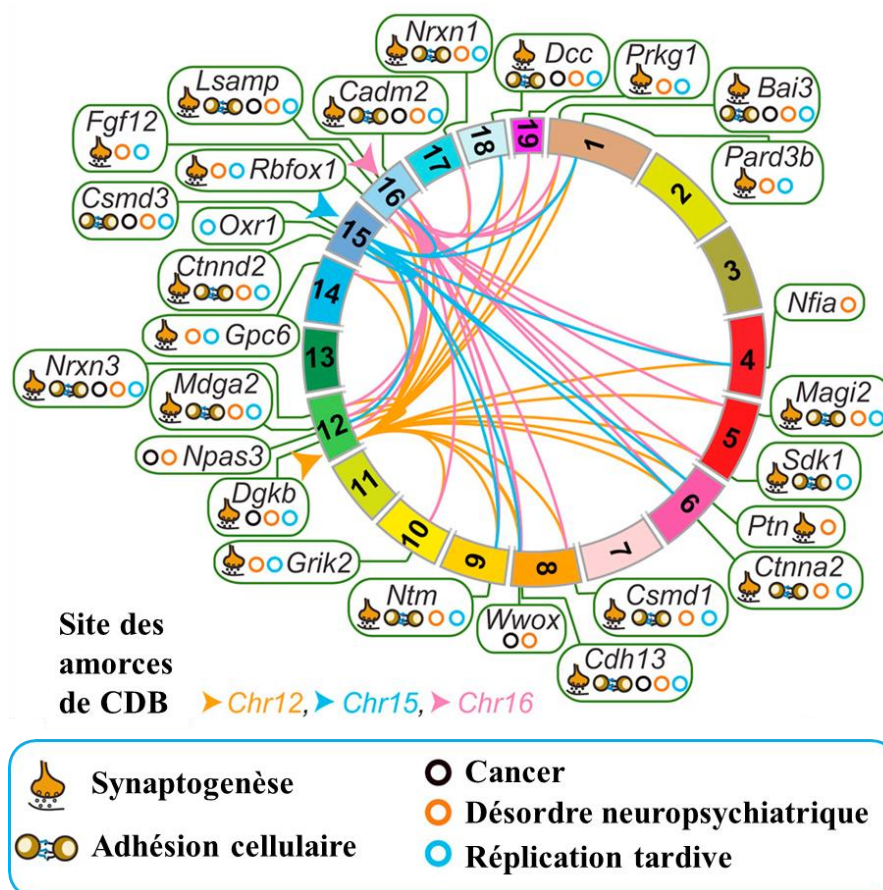 Nrxn1
Dcc
Prkg1
Lsamp
Cadm2
Bai3
Fgf12
Rbfox1
Pard3b
Csmd3
Oxr1
Ctnnd2
Gpc6
Nfia
Nrxn3
Mdga2
Magi2
Npas3
Sdk1
Dgkb
Ptn
Grik2
Ctnna2
Ntm
Wwox
Csmd1
Cdh13
1
2
3
4
5
6
7
8
9
10
11
12
13
14
15
16
17
18
19
Site des
amorces
de CDB
Chr12, Chr15, Chr16
Synaptogenèse
Adhésion cellulaire
Cancer
Désordre neuropsychiatrique
Réplication tardive